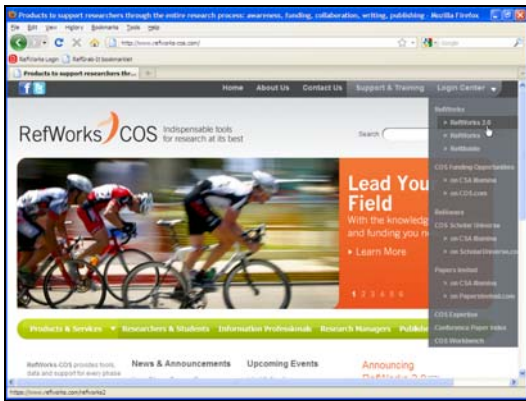 Products to support researchers through the entire research process: awareness, funding, collaboration, writing, publishing - Mozilla Firefox
File Edit View History Bookmarks Tools Help
http://www.refworks-cos.com/
Google
RefWorks Login RefGrab-It bookmarklet
Products to support researchers thr...
Home About Us Contact Us Support & Training Login Center
RefWorks
RefWorks 2.0
RefWorks
RefMobile
COS Funding Opportunities
on CSA Illumina
on COS.com
RefAware
COS Scholar Universe
on CSA Illumina
on ScholarUniverse.com
Papers Invited
on CSA Illumina
on PapersInvited.com
COS Expertise
Conference Paper Index
COS Workbench
RefWorks COS Indispensable tools
for research at its best
Search
Lead You
Field
With the knowledg
and funding you n
Learn More
1 2 3 4 5 6
Products & Services Researchers & Students Information Professionals Research Managers Publishe
RefWorks-COS provides tools,
data and support for every phase
News & Announcements
Upcoming Events
Announcing
https://www.refworks.com/refworks2